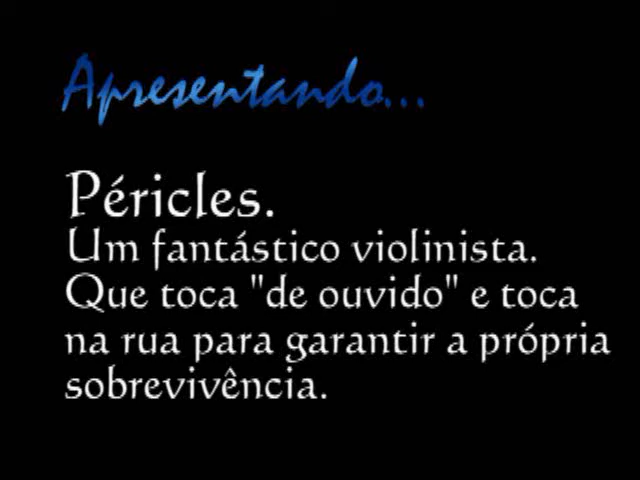 Apresentando...
Péricles.
Um fantástico violinista.
Que toca "de ouvido" e toca
na rua para garantir a própria
sobrevivência.